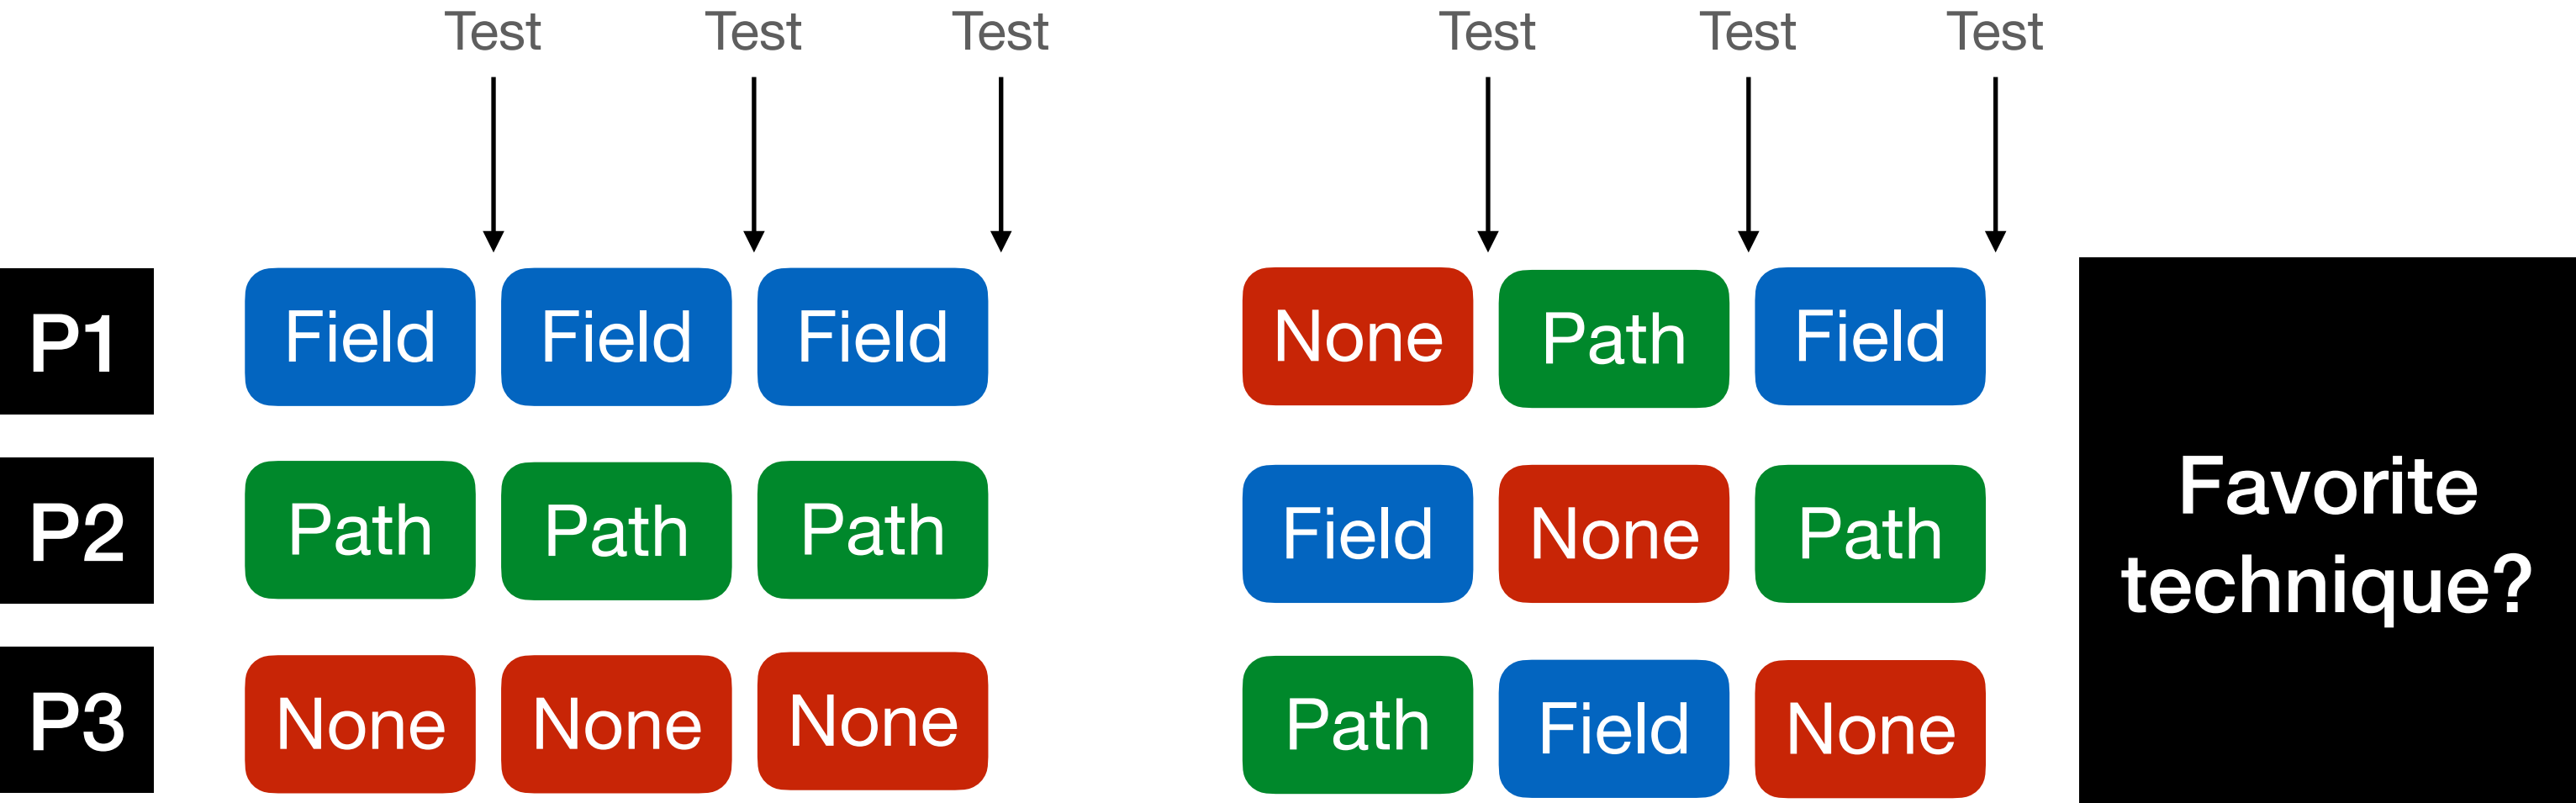 Test Test Test Test Test Test
P1 Field Field Field None Path Field
P2 Path Path Path Field None Path
P3 None None None Path Field None
Favorite
technique?